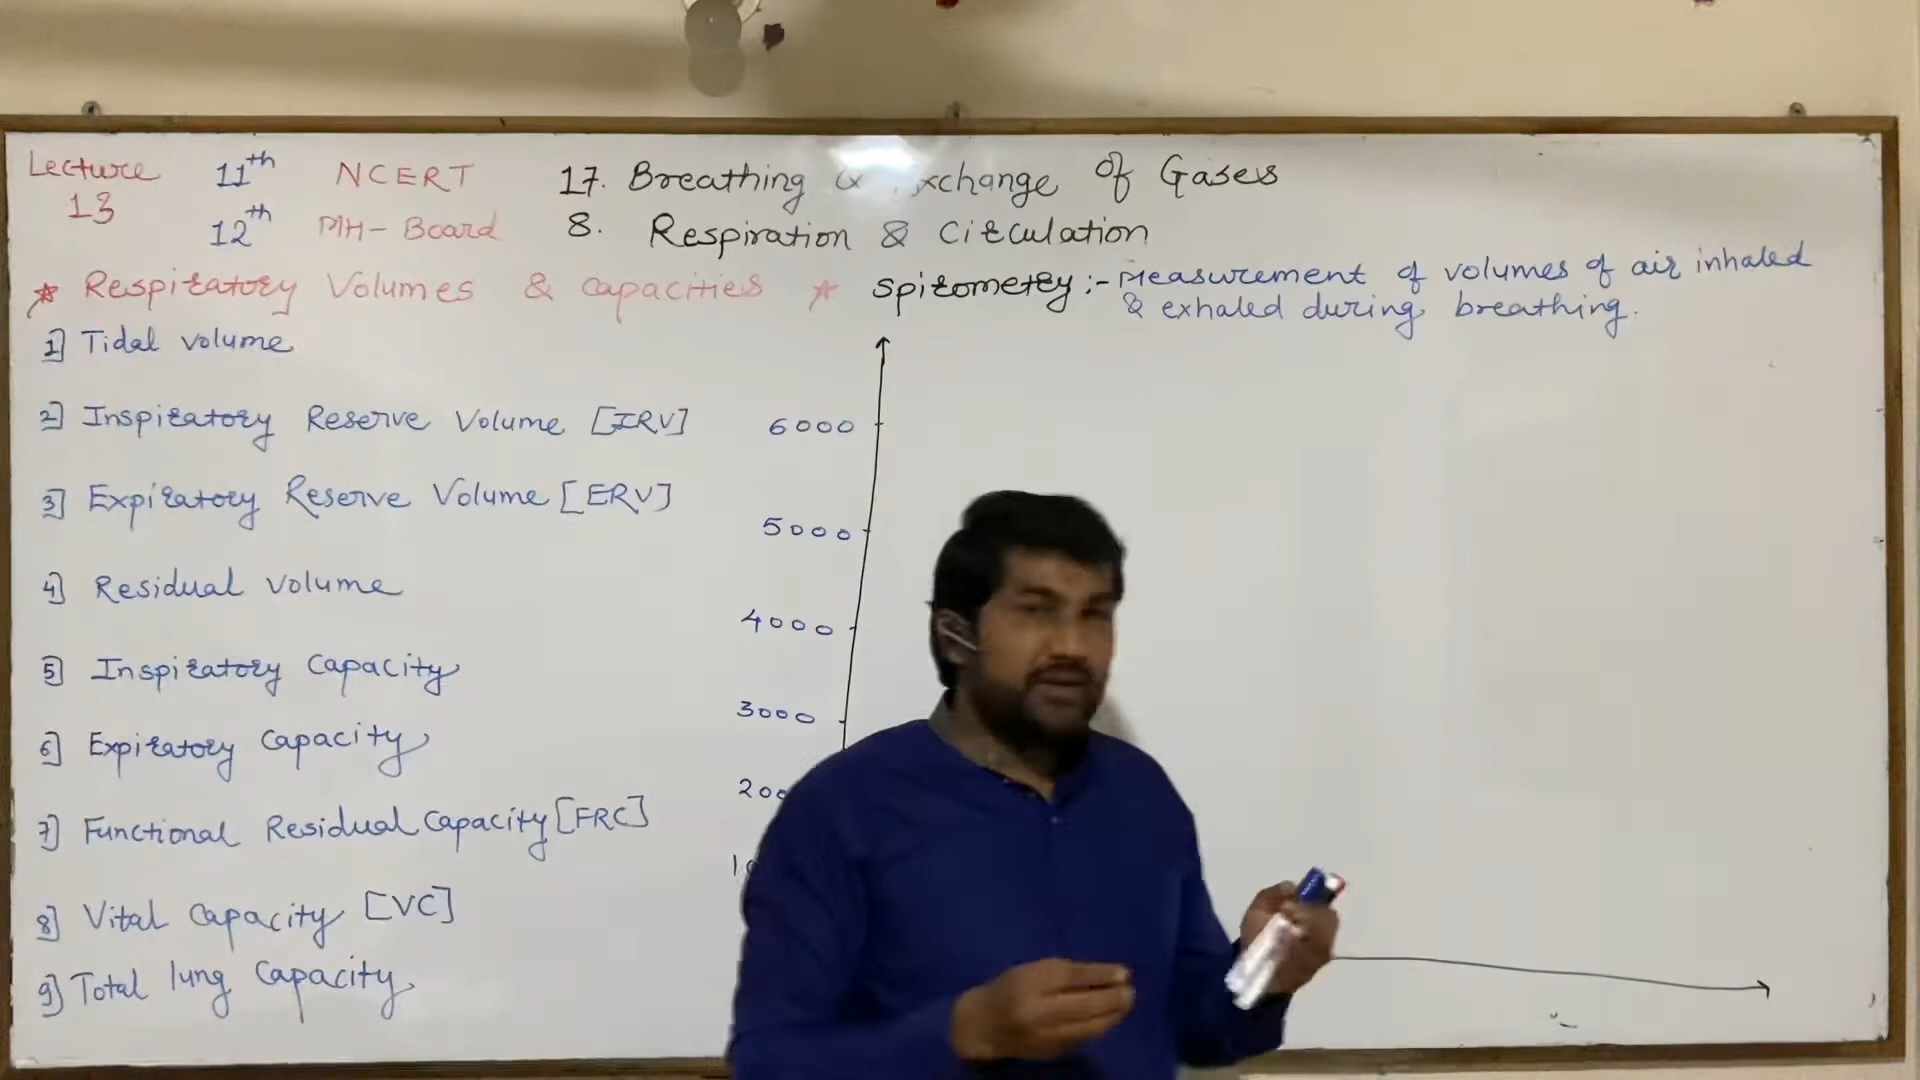 Lecture 13
11th NCERT 17. Breathing & xchange of Gases
12th MH-Board 8. Respiration & Circulation
* Respiratory Volumes & capacities *
spirometry :- Measurement of volumes of air inhaled
& exhaled during breathing.
1] Tidal volume
2] Inspiratory Reserve Volume [IRV]
3] Expiratory Reserve Volume [ERV]
4] Residual volume
5] Inspiratory Capacity
6] Expiratory Capacity
7] Functional Residual Capacity [FRC]
8] Vital Capacity [VC]
9] Total lung Capacity
6000
5000
4000
3000